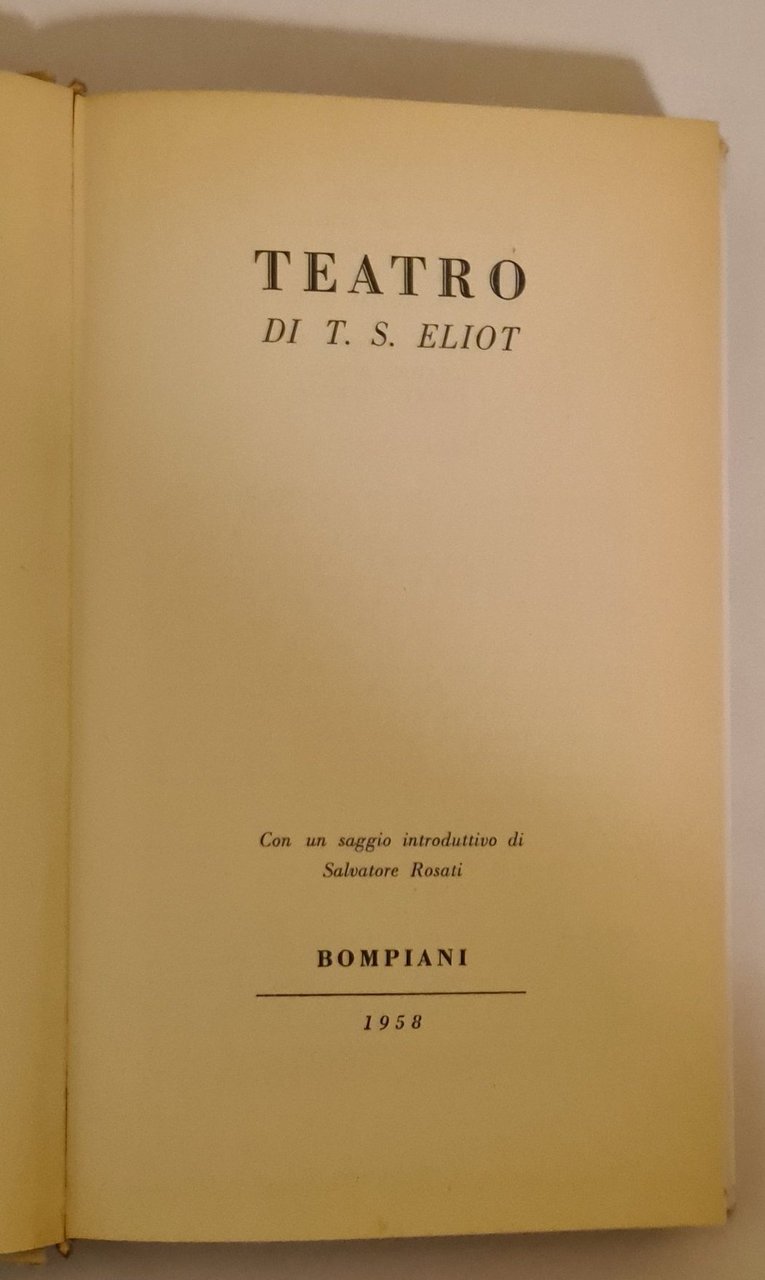 TEATRO
DI T. S. ELIOT
Con un saggio introduttivo di
Salvatore Rosati
BOMPIANI
1958